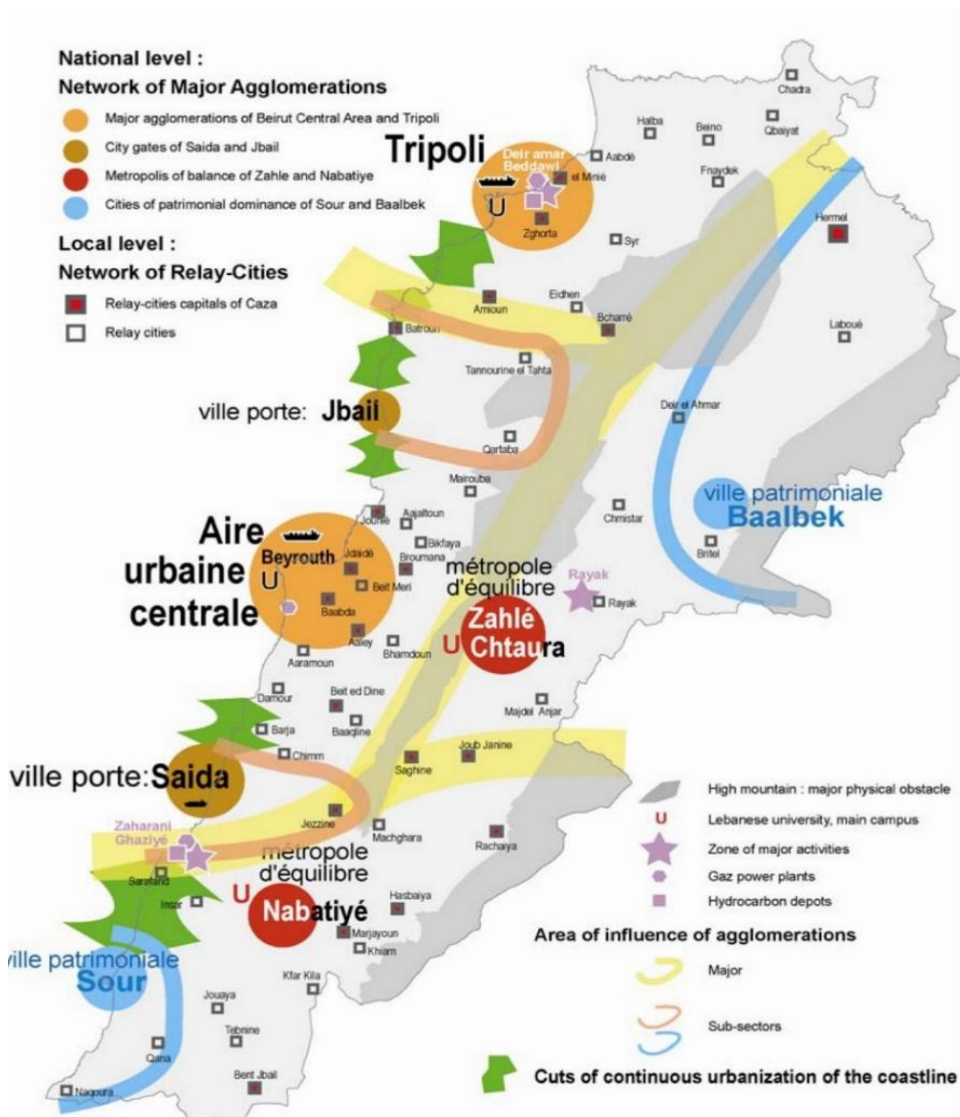 National level :
Network of Major Agglomerations
Major agglomerations of Beirut Central Area and Tripoli
City gates of Saida and Jbail
Metropolis of balance of Zahle and Nabatiye
Cities of patrimonial dominance of Sour and Baalbek
Local level :
Network of Relay-Cities
Relay-cities capitals of Caza
Relay cities
Chadra
Halba
Beino
Qbaiyat
Tripoli
Deir amar
Beddawi
Aabdé
el Minié
Fnaydek
U
Zghorta
Syr
Hermel
Amioun
Eidhen
Batroun
Bcharré
Laboué
Tannourine el Tahta
ville porte: Jbail
Deir el Ahmar
Qartaba
Mairouba
ville patrimoniale
Baalbek
Chmistar
Aire
urbaine
centrale
Jounié
Aajaltoun
Bikfaya
Britel
Beyrouth
Jdaidé
Broumana
U
Beit Meri
métropole
d'équilibre
Rayak
Rayak
Baabda
Zahlé
U Chtaura
Aaley
Bhamdoun
Aaramoun
Damour
Beit ed Dine
Majdel Anjar
Barja
Baaqline
Chimm
Joub Janine
Saghine
ville porte: Saida
Jezzine
Machghara
Rachaiya
Zaharani
Ghaziyé
métropole
d'équilibre
Sarafand
Insar
U
Nabatiyé
Hasbaiya
Marjayoun
Khiam
ville patrimoniale
Sour
Kfar Kila
Jouaya
Tebnine
Qana
Bent Jbail
Naqoura
High mountain : major physical obstacle
U Lebanese university, main campus
Zone of major activities
Gaz power plants
Hydrocarbon depots
Area of influence of agglomerations
Major
Sub-sectors
Cuts of continuous urbanization of the coastline